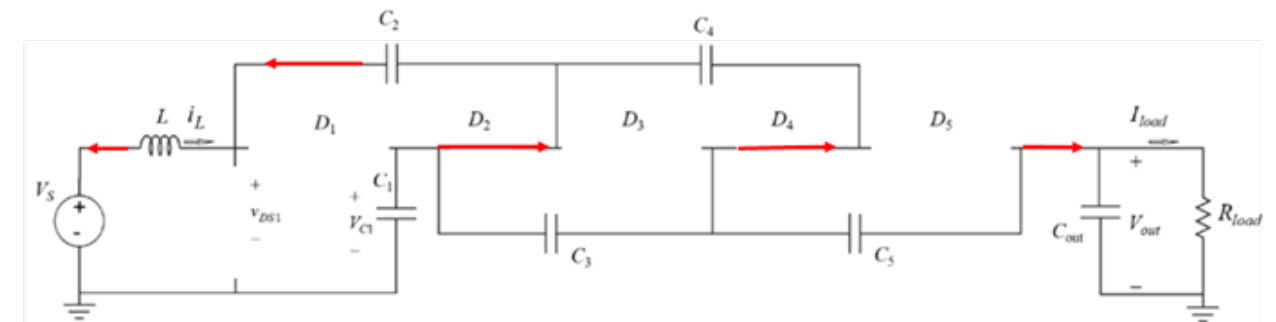 C2
C4
L iL
D1
D2
D3
D4
D5
Iload
VS
+
-
+
vDS1
−
C1
+
VC1
−
C3
C5
Cout
+
Vout
−
Rload